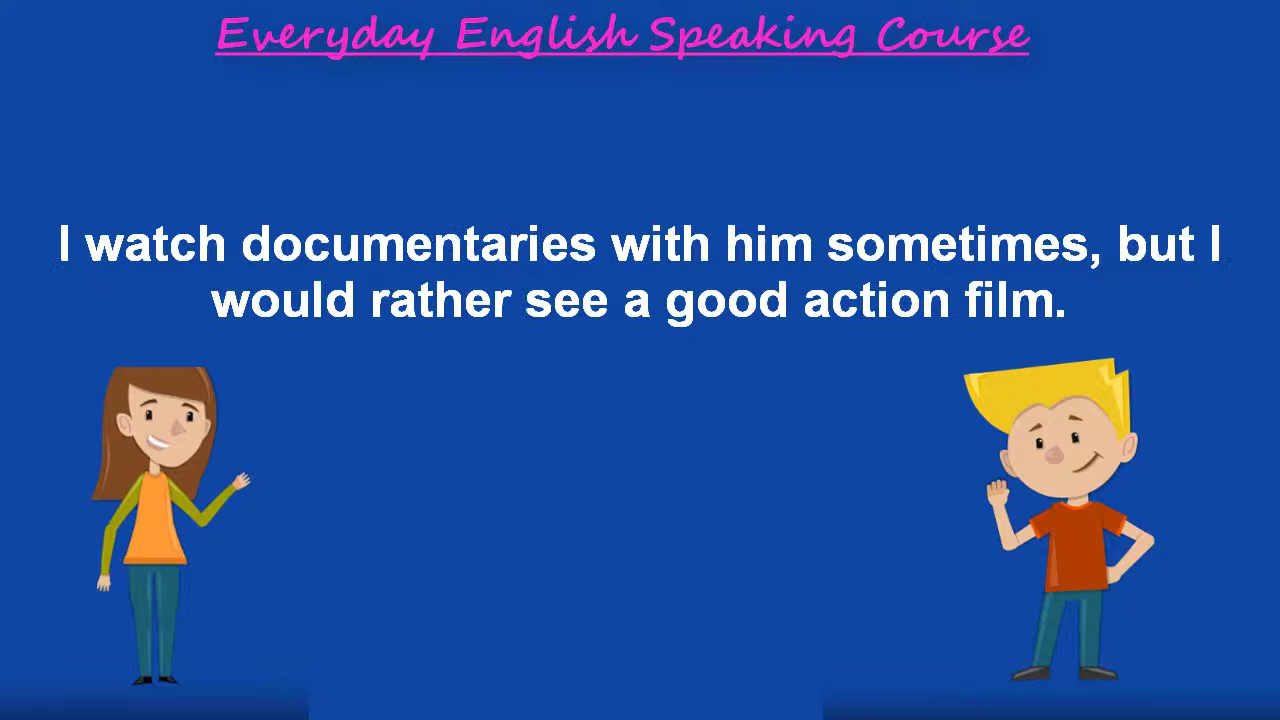 Everyday English Speaking Course
I watch documentaries with him sometimes, but I
would rather see a good action film.